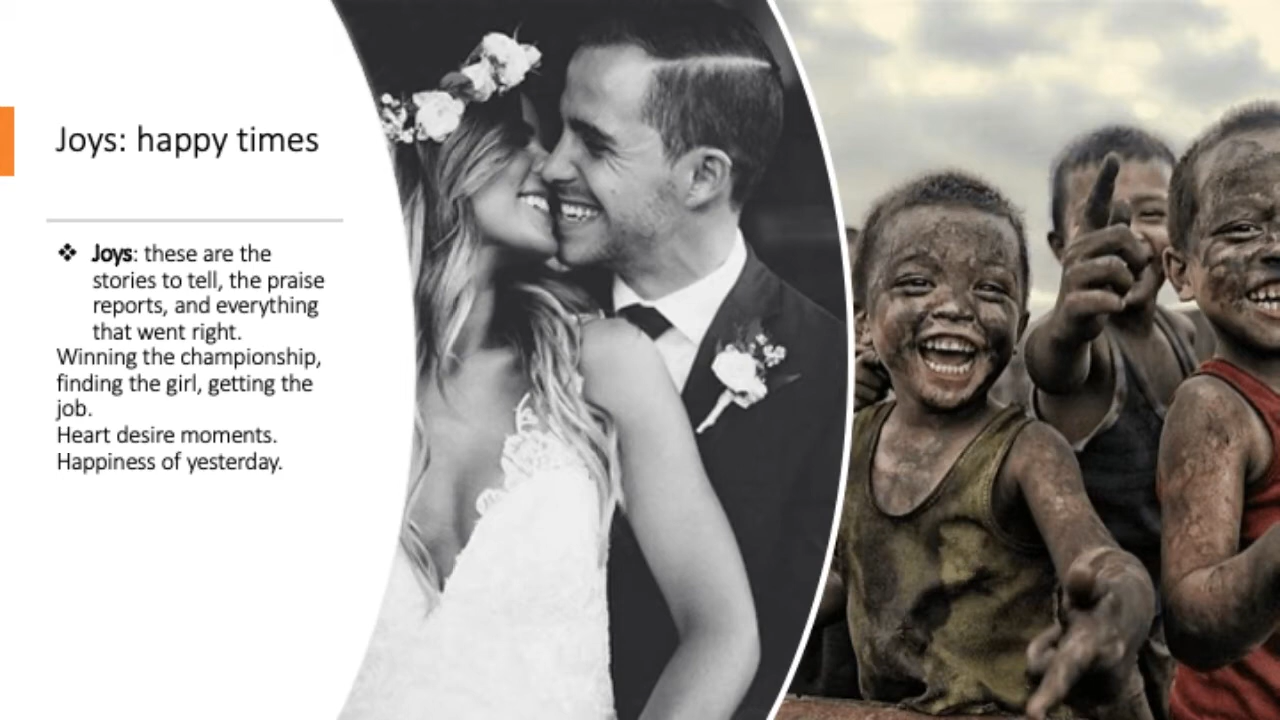 Joys: happy times
❖ Joys: these are the
stories to tell, the praise
reports, and everything
that went right.
Winning the championship,
finding the girl, getting the
job.
Heart desire moments.
Happiness of yesterday.